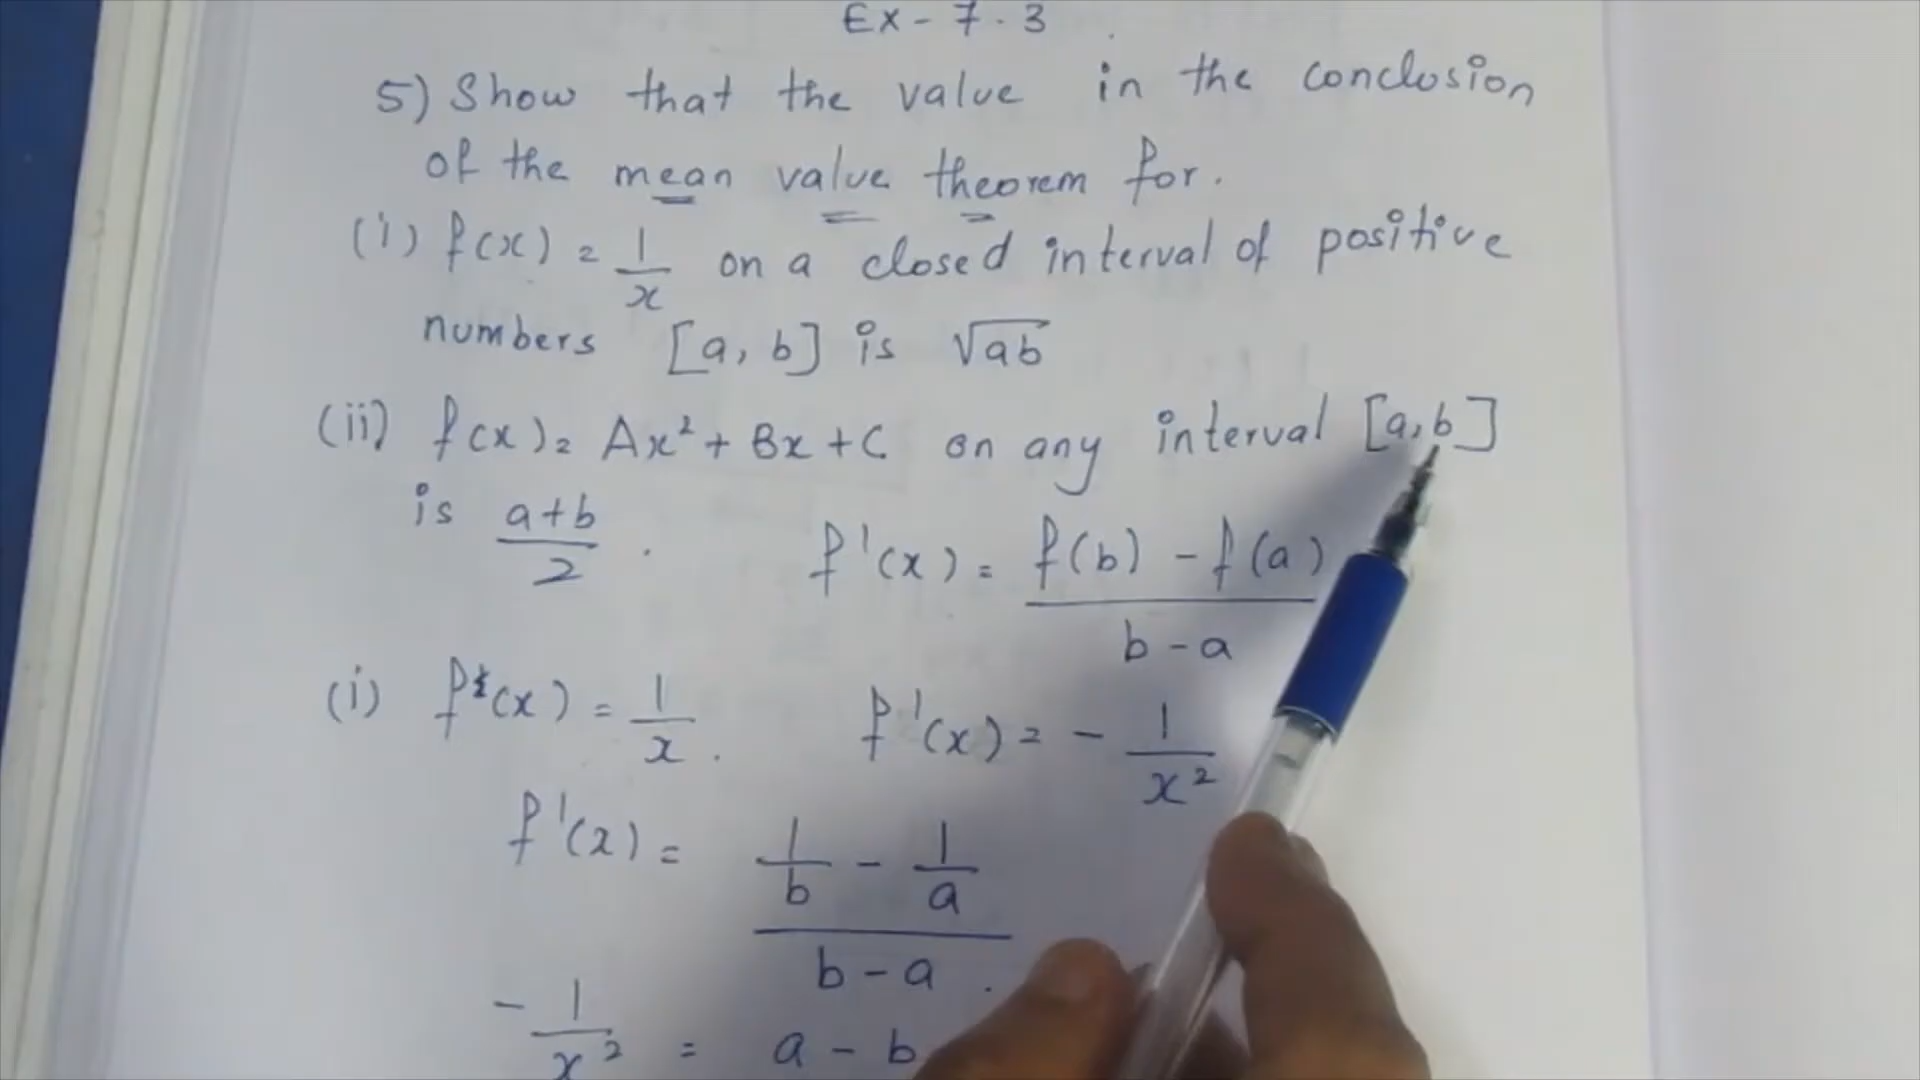 Ex - 7.3
5) Show that the value in the conclusion
of the mean value theorem for.
(i) f(x) = 1/x on a closed interval of positive
numbers [a, b] is √ab
(ii) f(x) = Ax² + Bx + C on any interval [a,b]
is a+b/2 .
f'(x) = f(b) - f(a) / b - a
(i) f(x) = 1/x . f'(x) = - 1/x²
f'(x) = 1/b - 1/a / b - a .
- 1/x² = a - b